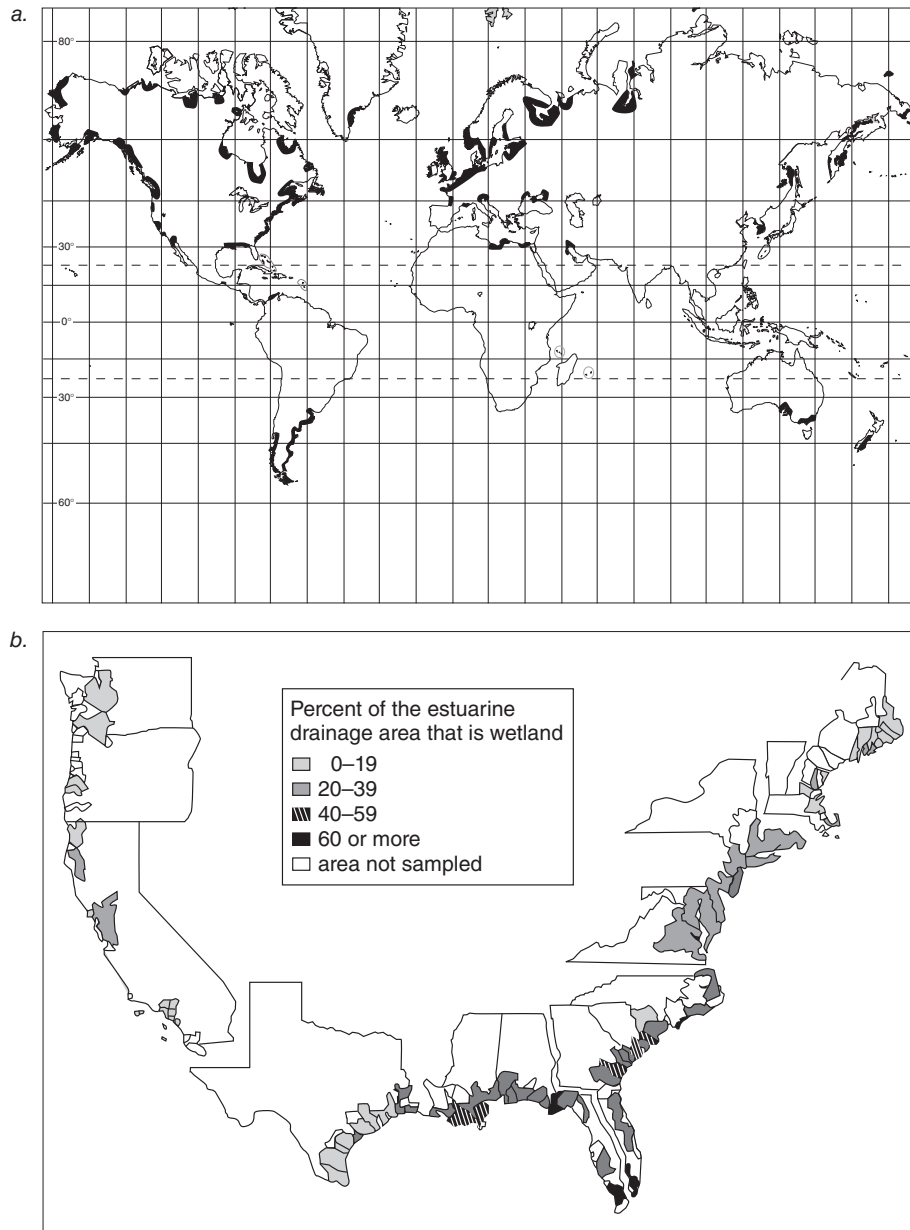 a.
80°
30°
0°
30°
60°
b.
Percent of the estuarine
drainage area that is wetland
0–19
20–39
40–59
60 or more
area not sampled